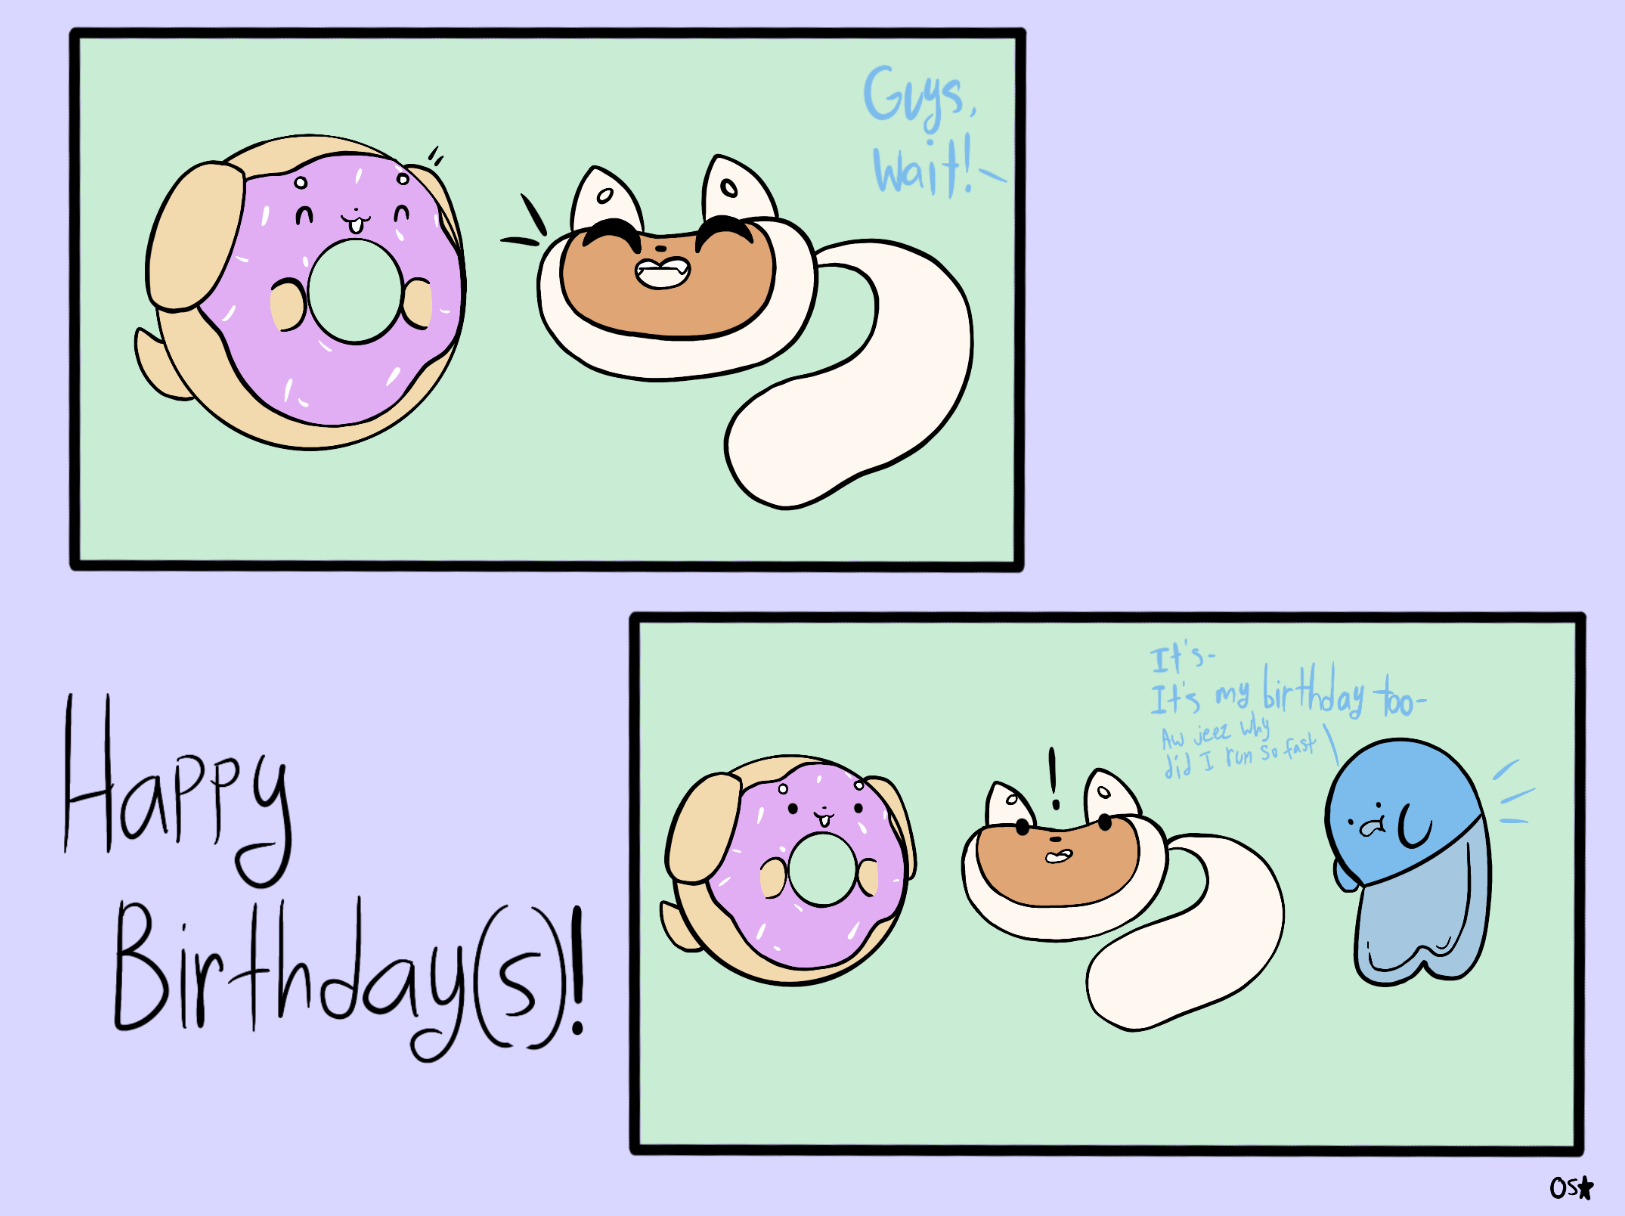 Guys,
Wait!
It's-
It's my birthday too-
Aw jeez why
did I run so fast
Happy
Birthday(s)!
OS★